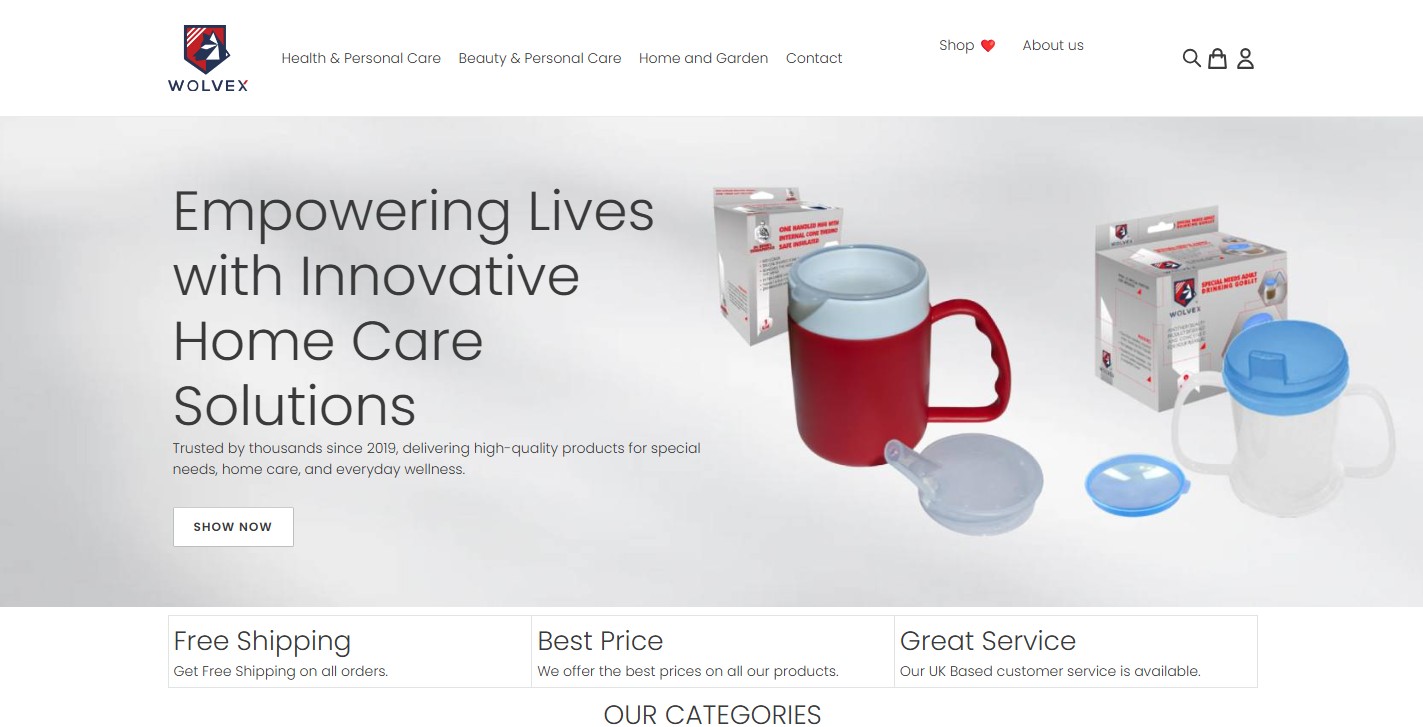 WOLVEX
Health & Personal Care
Beauty & Personal Care
Home and Garden
Contact
Shop
About us
Empowering Lives
with Innovative
Home Care
Solutions
Trusted by thousands since 2019, delivering high-quality products for special
needs, home care, and everyday wellness.
SHOW NOW
ONE HANDLED MUG WITH
INTERNAL CONE THERMO
SAFE INSULATED
WOLVEX
SPECIAL NEEDS ADULT
DRINKING GOBLET
WOLVEX
Free Shipping
Get Free Shipping on all orders.
Best Price
We offer the best prices on all our products.
Great Service
Our UK Based customer service is available.
OUR CATEGORIES